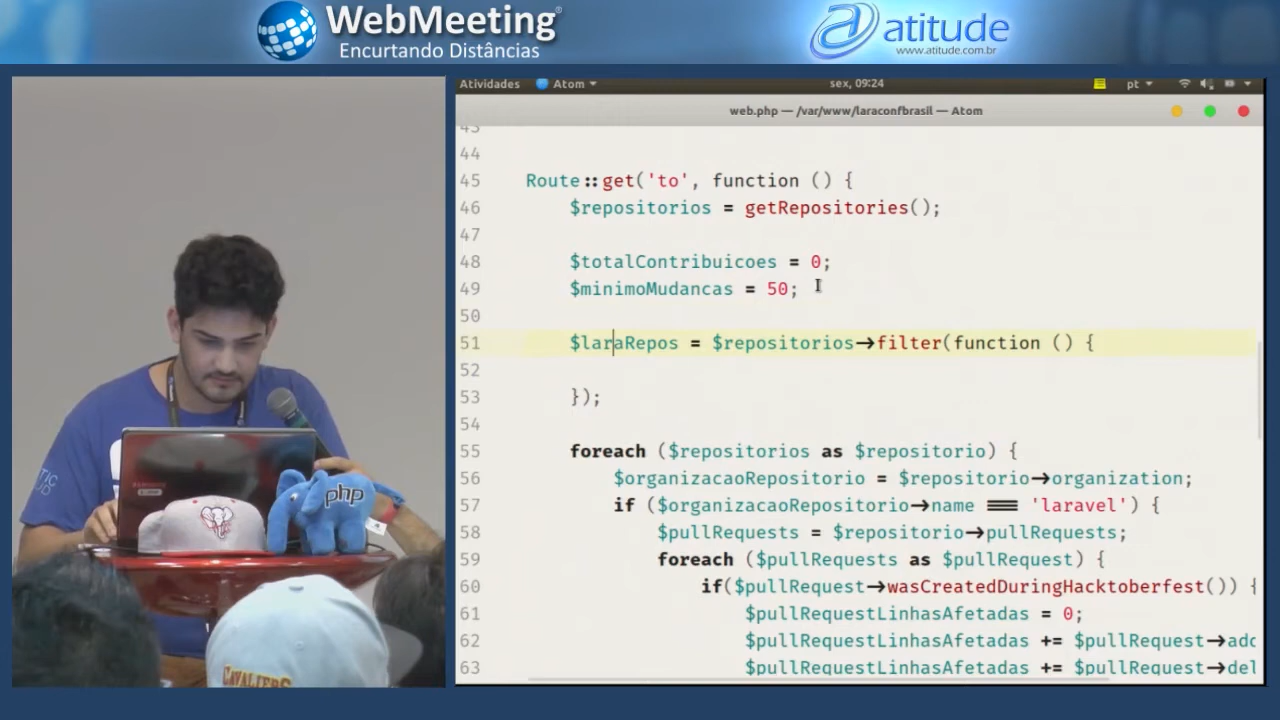 WebMeeting®
Encurtando Distâncias
atitude
www.atitude.com.br
php
CAVALIERS
Atividades Atom sex, 09:24 pt
web.php — /var/www/laraconfbrasil — Atom
43
44
45 Route::get('to', function () {
46 $repositorios = getRepositories();
47
48 $totalContribuicoes = 0;
49 $minimoMudancas = 50;
50
51 $laraRepos = $repositorios->filter(function () {
52
53 });
54
55 foreach ($repositorios as $repositorio) {
56 $organizacaoRepositorio = $repositorio->organization;
57 if ($organizacaoRepositorio->name === 'laravel') {
58 $pullRequests = $repositorio->pullRequests;
59 foreach ($pullRequests as $pullRequest) {
60 if($pullRequest->wasCreatedDuringHacktoberfest()) {
61 $pullRequestLinhasAfetadas = 0;
62 $pullRequestLinhasAfetadas += $pullRequest->add
63 $pullRequestLinhasAfetadas += $pullRequest->del